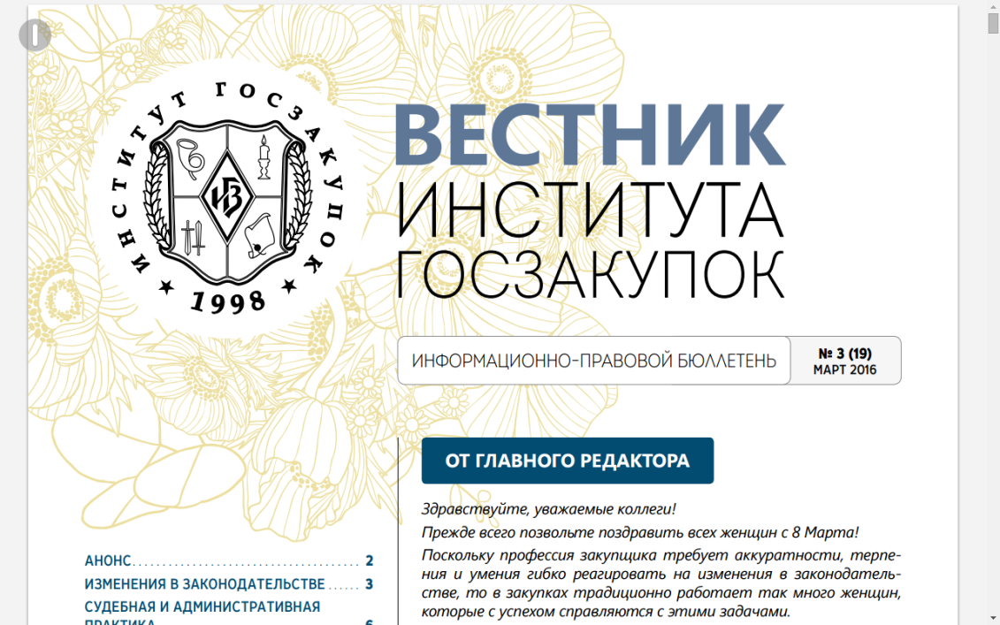 ИНСТИТУТ ГОСЗАКУПОК
ИГЗ
1998
ВЕСТНИК
ИНСТИТУТА
ГОСЗАКУПОК
ИНФОРМАЦИОННО-ПРАВОВОЙ БЮЛЛЕТЕНЬ
№ 3 (19)
МАРТ 2016
ОТ ГЛАВНОГО РЕДАКТОРА
Здравствуйте, уважаемые коллеги!
Прежде всего позвольте поздравить всех женщин с 8 Марта!
Поскольку профессия закупщика требует аккуратности, терпе-
ния и умения гибко реагировать на изменения в законодатель-
стве, то в закупках традиционно работает так много женщин,
которые с успехом справляются с этими задачами.
АНОНС 2
ИЗМЕНЕНИЯ В ЗАКОНОДАТЕЛЬСТВЕ 3
СУДЕБНАЯ И АДМИНИСТРАТИВНАЯ
ПРАКТИКА 6